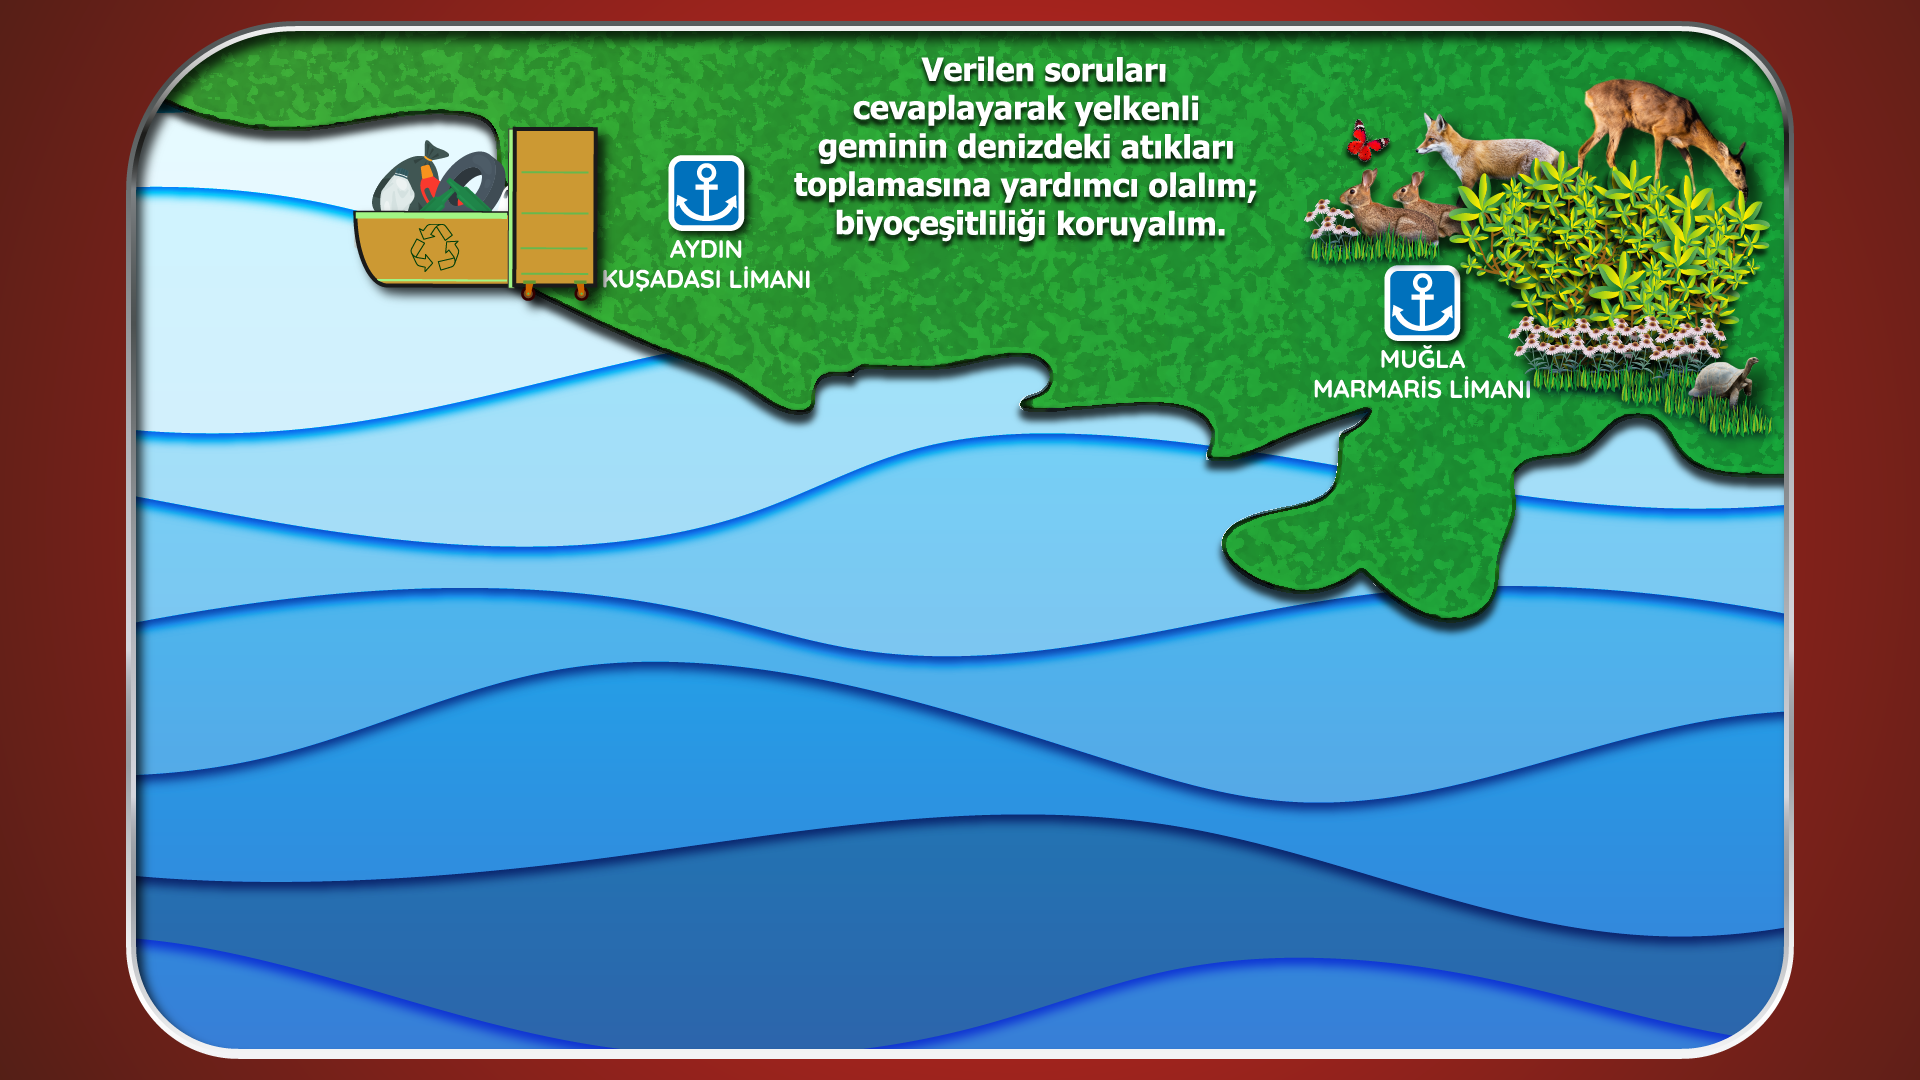 Verilen soruları
cevaplayarak yelkenli
geminin denizdeki atıkları
toplamasına yardımcı olalım;
biyoçeşitliliği koruyalım.
AYDIN
KUŞADASI LİMANI
MUĞLA
MARMARİS LİMANI